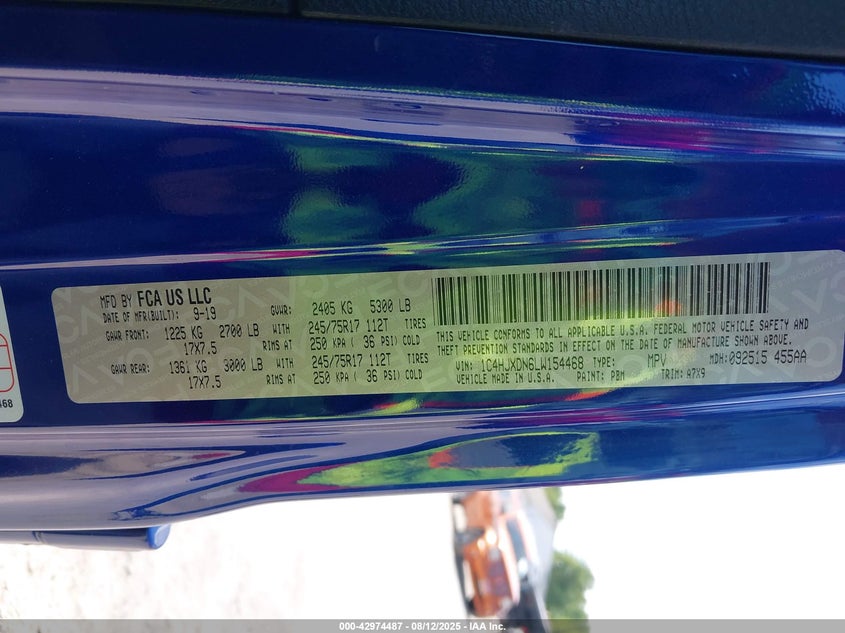 MFD BY FCA US LLC
DATE OF MFR(BUILT): 9-19 GVWR: 2405 KG 5300 LB
GAWR FRONT: 1225 KG 2700 LB WITH 245/75R17 112T TIRES
17X7.5 RIMS AT 250 KPA ( 36 PSI) COLD
GAWR REAR: 1361 KG 3000 LB WITH 245/75R17 112T TIRES
17X7.5 RIMS AT 250 KPA ( 36 PSI) COLD
THIS VEHICLE CONFORMS TO ALL APPLICABLE U.S.A. FEDERAL MOTOR VEHICLE SAFETY AND
THEFT PREVENTION STANDARDS IN EFFECT ON THE DATE OF MANUFACTURE SHOWN ABOVE.
VIN: 1C4HJXDN6LW154468 TYPE: MPV MDH: 092515 455AA
VEHICLE MADE IN U.S.A. PAINT: PBM TRIM: A7X9
468
000-42974487 - 08/12/2025 - IAA Inc.